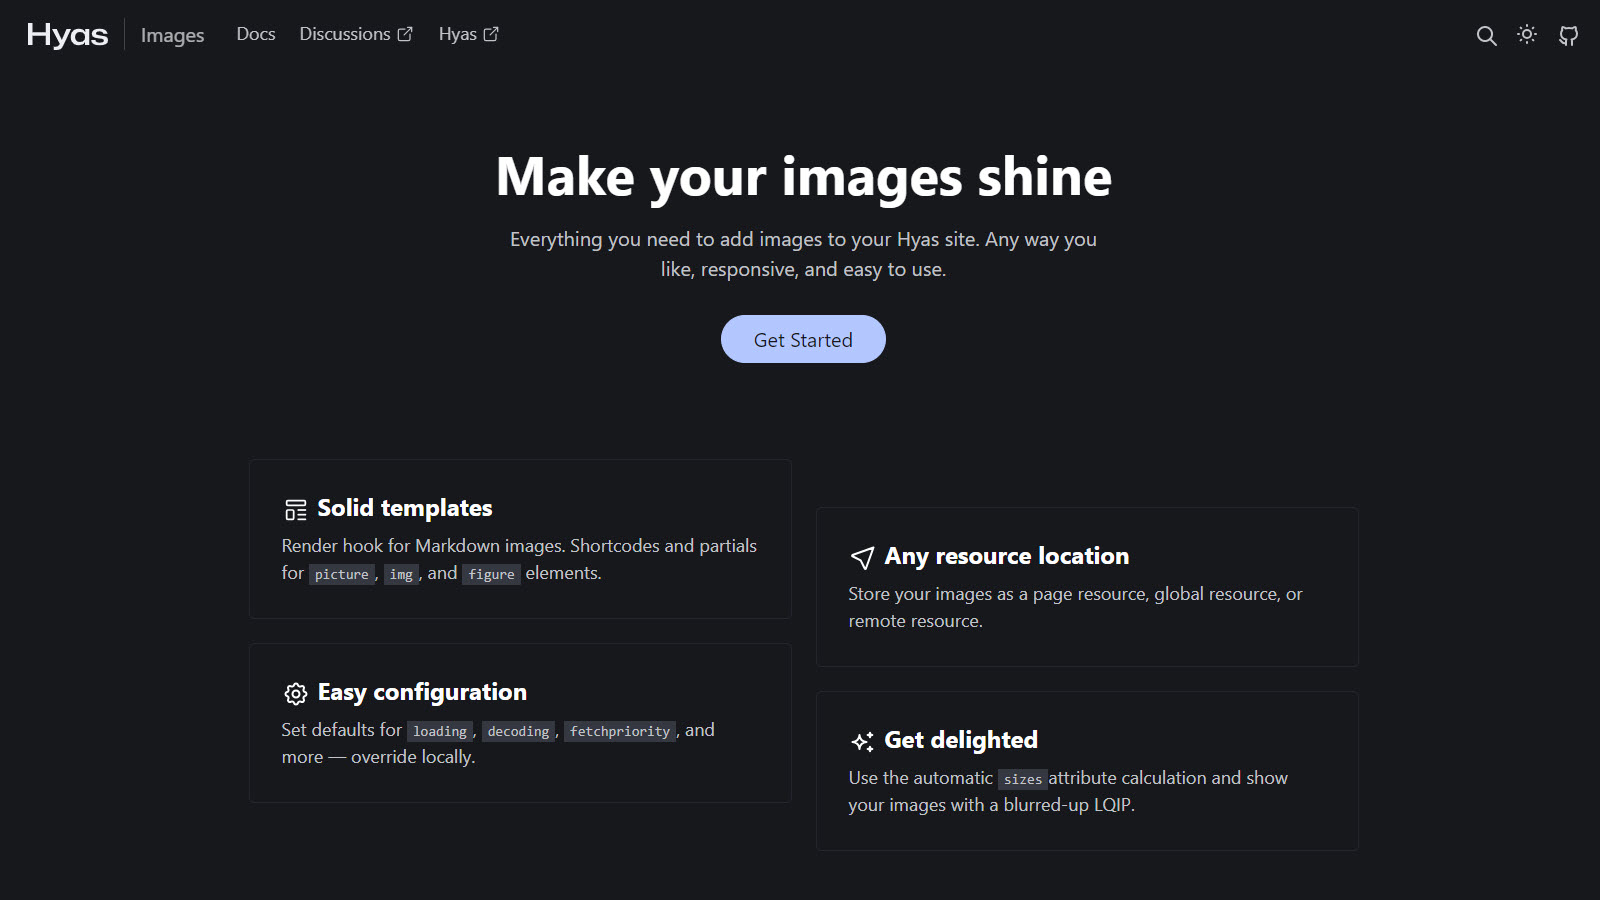 Hyas
Images
Docs
Discussions
Hyas
Make your images shine
Everything you need to add images to your Hyas site. Any way you
like, responsive, and easy to use.
Get Started
Solid templates
Render hook for Markdown images. Shortcodes and partials
for picture, img, and figure elements.
Any resource location
Store your images as a page resource, global resource, or
remote resource.
Easy configuration
Set defaults for loading, decoding, fetchpriority, and
more — override locally.
Get delighted
Use the automatic sizes attribute calculation and show
your images with a blurred-up LQIP.